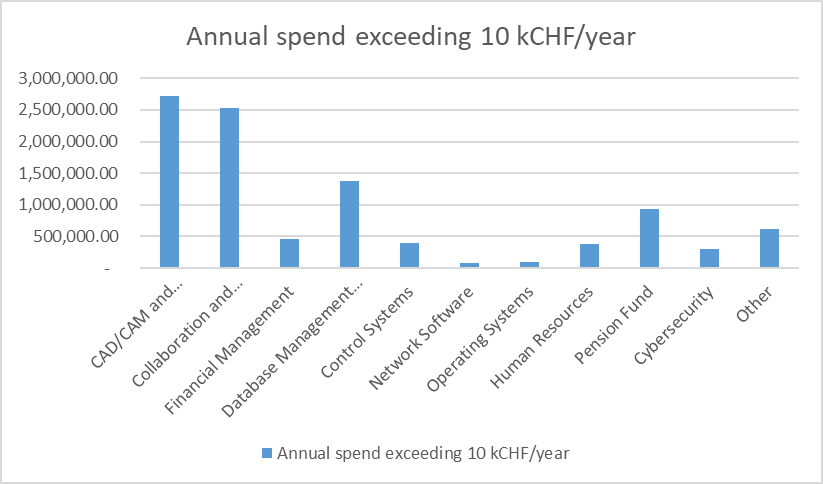 Annual spend exceeding 10 kCHF/year
3,000,000.00
2,500,000.00
2,000,000.00
1,500,000.00
1,000,000.00
500,000.00
-
CAD/CAM and...
Collaboration and...
Financial Management
Database Management...
Control Systems
Network Software
Operating Systems
Human Resources
Pension Fund
Cybersecurity
Other
Annual spend exceeding 10 kCHF/year